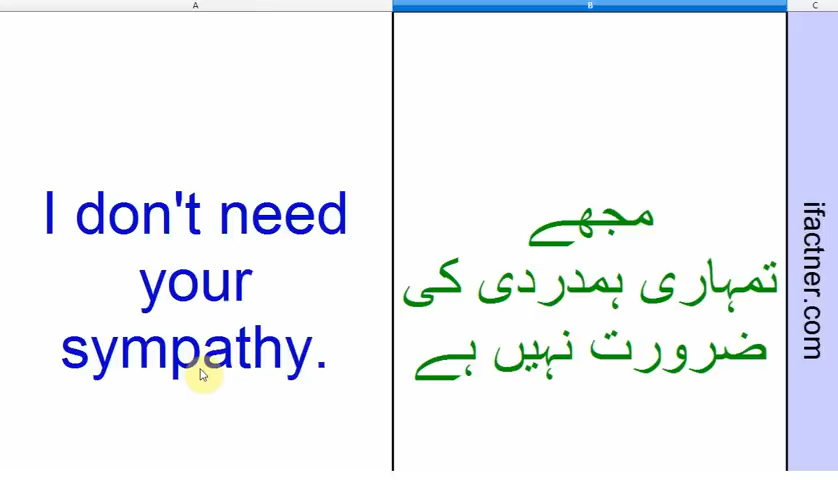 A
B
C
I don't need
your
sympathy.
مجھے
تمہاری ہمدردی کی
ضرورت نہیں ہے
ifactner.com